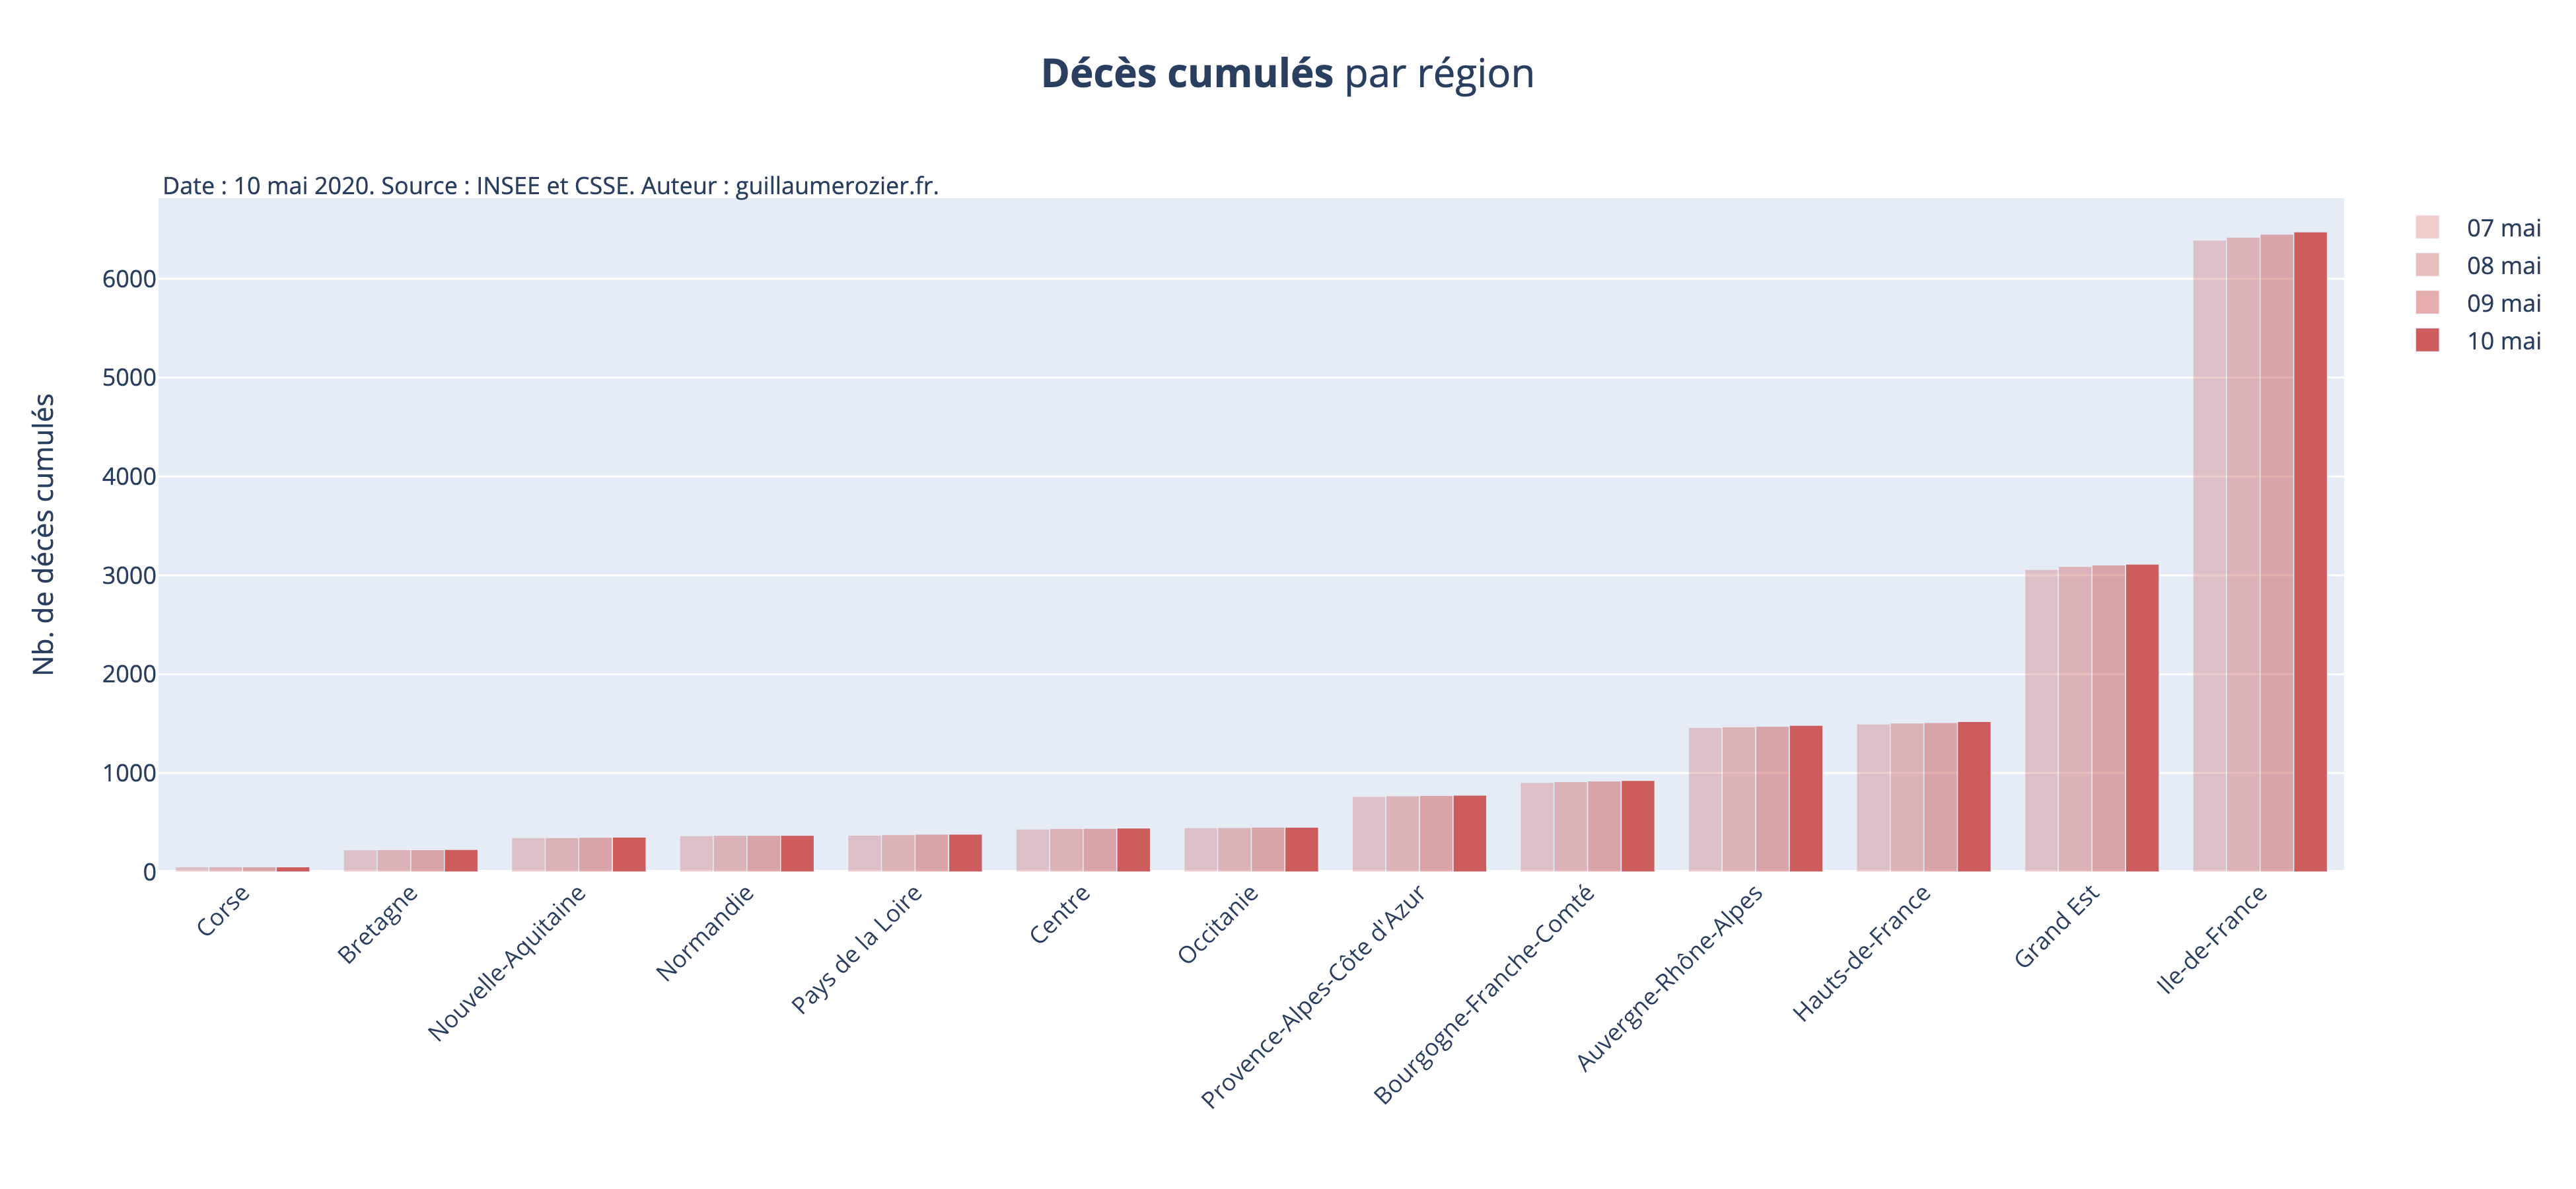 Décès cumulés par région
Date : 10 mai 2020. Source : INSEE et CSSE. Auteur : guillaumerozier.fr.
07 mai
08 mai
09 mai
10 mai
Nb. de décès cumulés
6000
5000
4000
3000
2000
1000
0
Corse
Bretagne
Nouvelle-Aquitaine
Normandie
Pays de la Loire
Centre
Occitanie
Provence-Alpes-Côte d'Azur
Bourgogne-Franche-Comté
Auvergne-Rhône-Alpes
Hauts-de-France
Grand Est
Ile-de-France